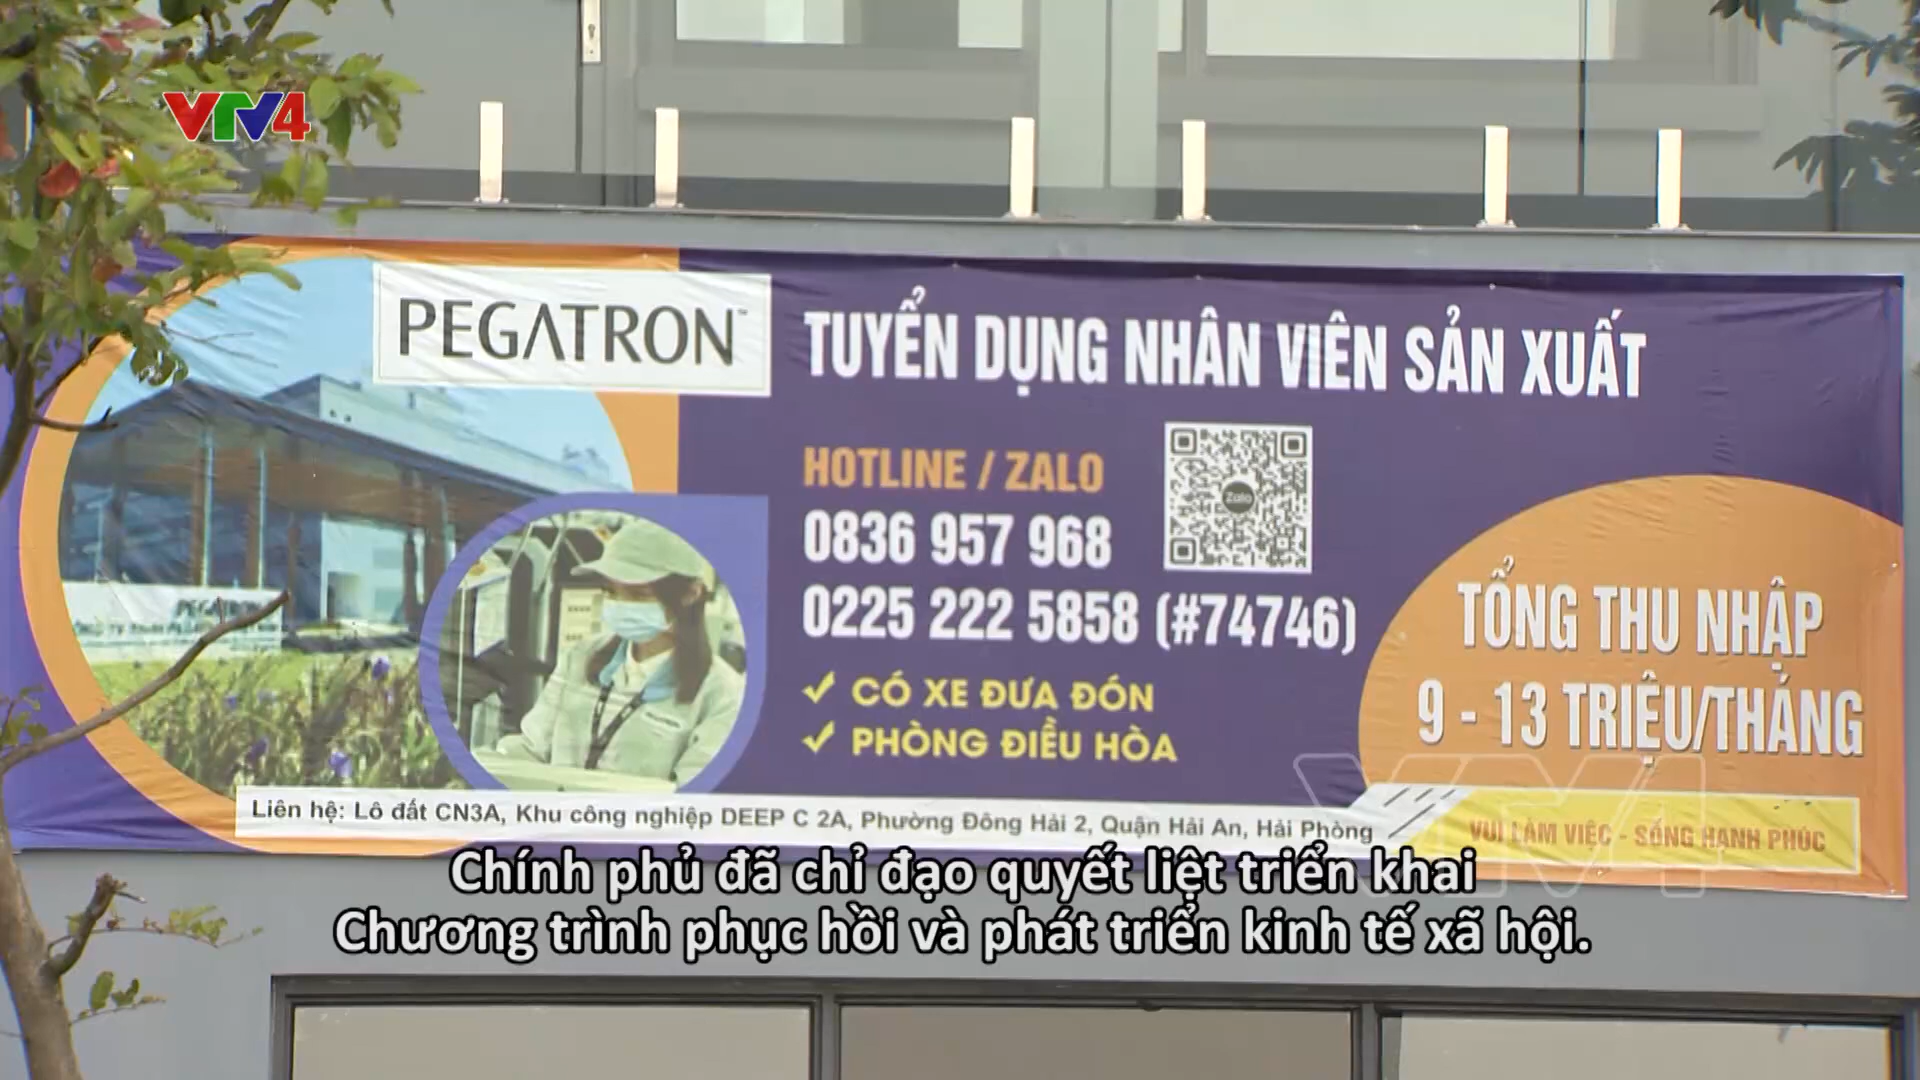 VTV4
PEGATRON™
TUYỂN DỤNG NHÂN VIÊN SẢN XUẤT
HOTLINE / ZALO
0836 957 968
Zalo
0225 222 5858 (#74746)
✓ CÓ XE ĐƯA ĐÓN
✓ PHÒNG ĐIỀU HÒA
TỔNG THU NHẬP
9 - 13 TRIỆU/THÁNG
PEGATRON
Liên hệ: Lô đất CN3A, Khu công nghiệp DEEP C 2A, Phường Đông Hải 2, Quận Hải An, Hải Phòng
VUI LÀM VIỆC - SỐNG HẠNH PHÚC
VTV4
Chính phủ đã chỉ đạo quyết liệt triển khai
Chương trình phục hồi và phát triển kinh tế xã hội.